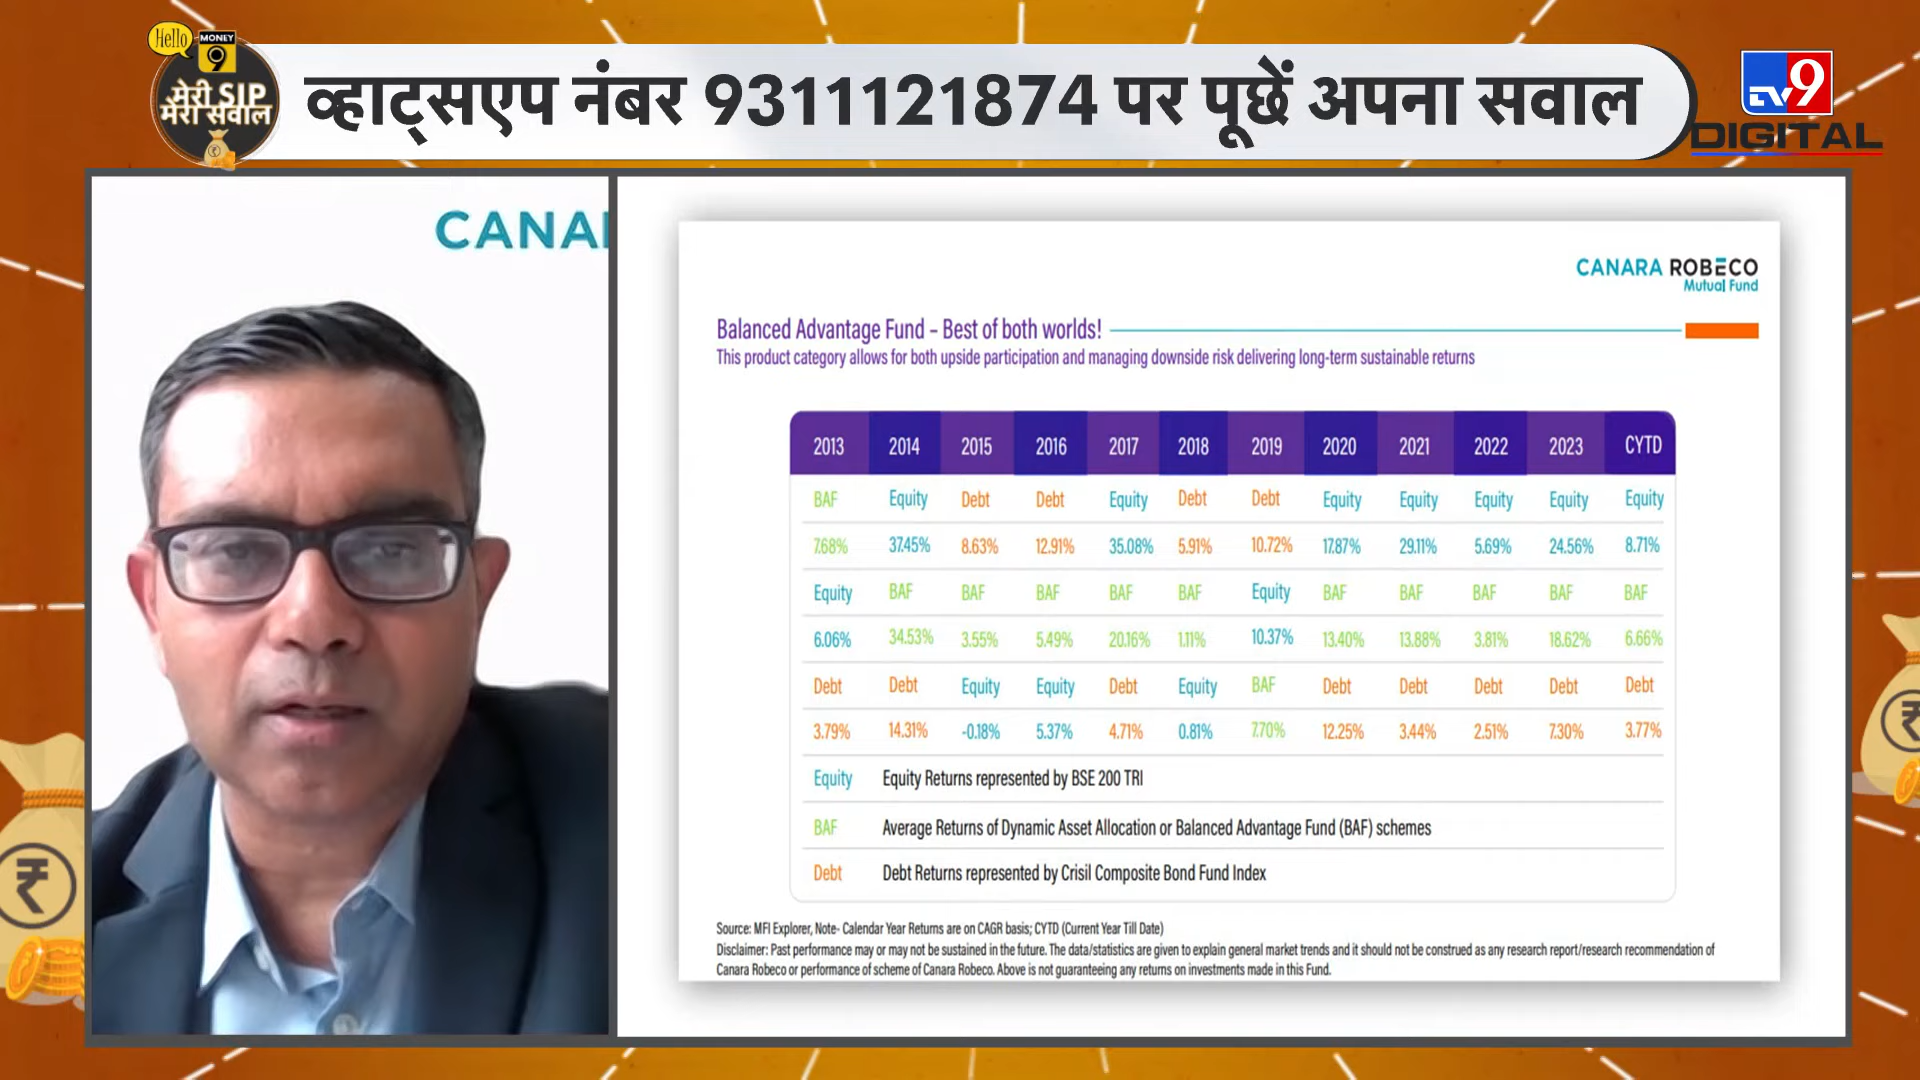 Hello
MONEY
9
मेरी SIP
मेरा सवाल
व्हाट्सएप नंबर 9311121874 पर पूछें अपना सवाल
TV9
DIGITAL
CANA
CANARA ROBECO
Mutual Fund
Balanced Advantage Fund – Best of both worlds!
This product category allows for both upside participation and managing downside risk delivering long-term sustainable returns
2013 2014 2015 2016 2017 2018 2019 2020 2021 2022 2023 CYTD
BAF Equity Debt Debt Equity Debt Debt Equity Equity Equity Equity Equity
7.68% 37.45% 8.63% 12.91% 35.08% 5.91% 10.72% 17.87% 29.11% 5.69% 24.56% 8.71%
Equity BAF BAF BAF BAF BAF Equity BAF BAF BAF BAF BAF
6.06% 34.53% 3.55% 5.49% 20.16% 1.11% 10.37% 13.40% 13.88% 3.81% 18.62% 6.66%
Debt Debt Equity Equity Debt Equity BAF Debt Debt Debt Debt Debt
3.79% 14.31% -0.18% 5.37% 4.71% 0.81% 7.70% 12.25% 3.44% 2.51% 7.30% 3.77%
Equity Equity Returns represented by BSE 200 TRI
BAF Average Returns of Dynamic Asset Allocation or Balanced Advantage Fund (BAF) schemes
Debt Debt Returns represented by Crisil Composite Bond Fund Index
Source: MFI Explorer, Note- Calendar Year Returns are on CAGR basis; CYTD (Current Year Till Date)
Disclaimer: Past performance may or may not be sustained in the future. The data/statistics are given to explain general market trends and it should not be construed as any research report/research recommendation of
Canara Robeco or performance of scheme of Canara Robeco. Above is not guaranteeing any returns on investments made in this Fund.
₹
₹